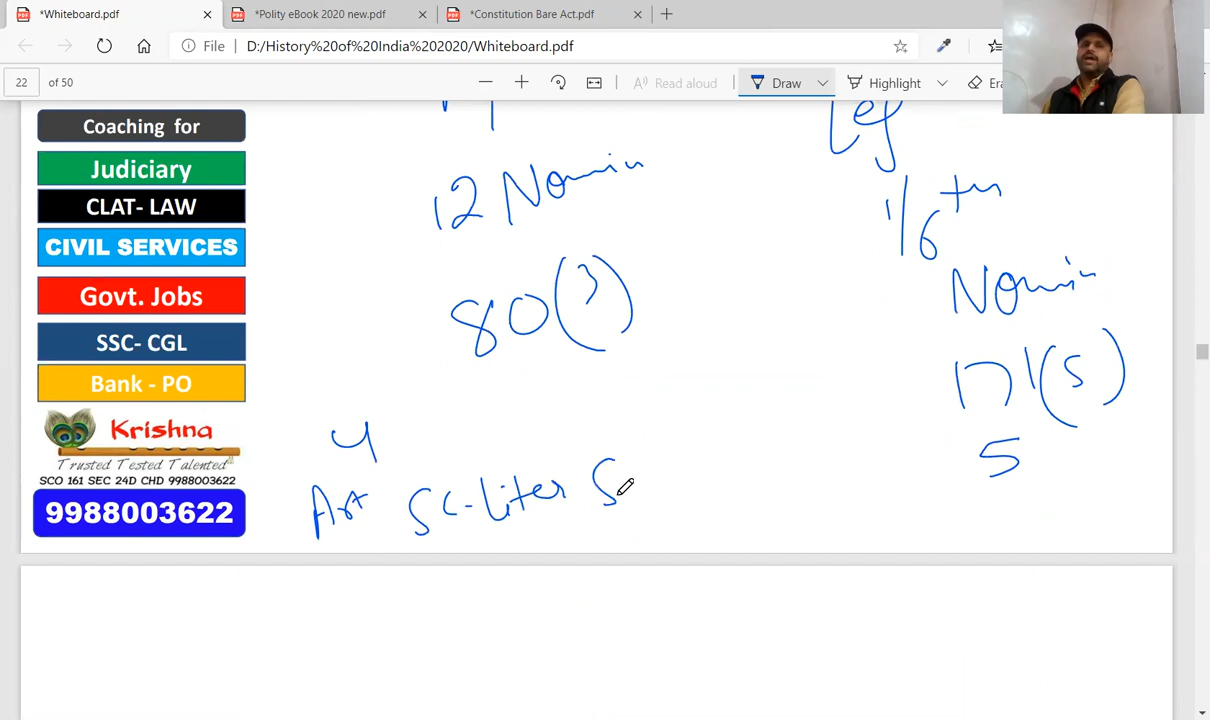 *Whiteboard.pdf
*Polity eBook 2020 new.pdf
*Constitution Bare Act.pdf
File
D:/History%20of%20India%202020/Whiteboard.pdf
22 of 50
Read aloud
Draw
Highlight
Era
Coaching for
Judiciary
CLAT- LAW
CIVIL SERVICES
Govt. Jobs
SSC- CGL
Bank - PO
Krishna
Trusted Tested Talented
SCO 161 SEC 24D CHD 9988003622
9988003622
12 Nomin
80(3)
4
Art Sc-Liter S
Leg
1/6th
Nomin
171(5)
5